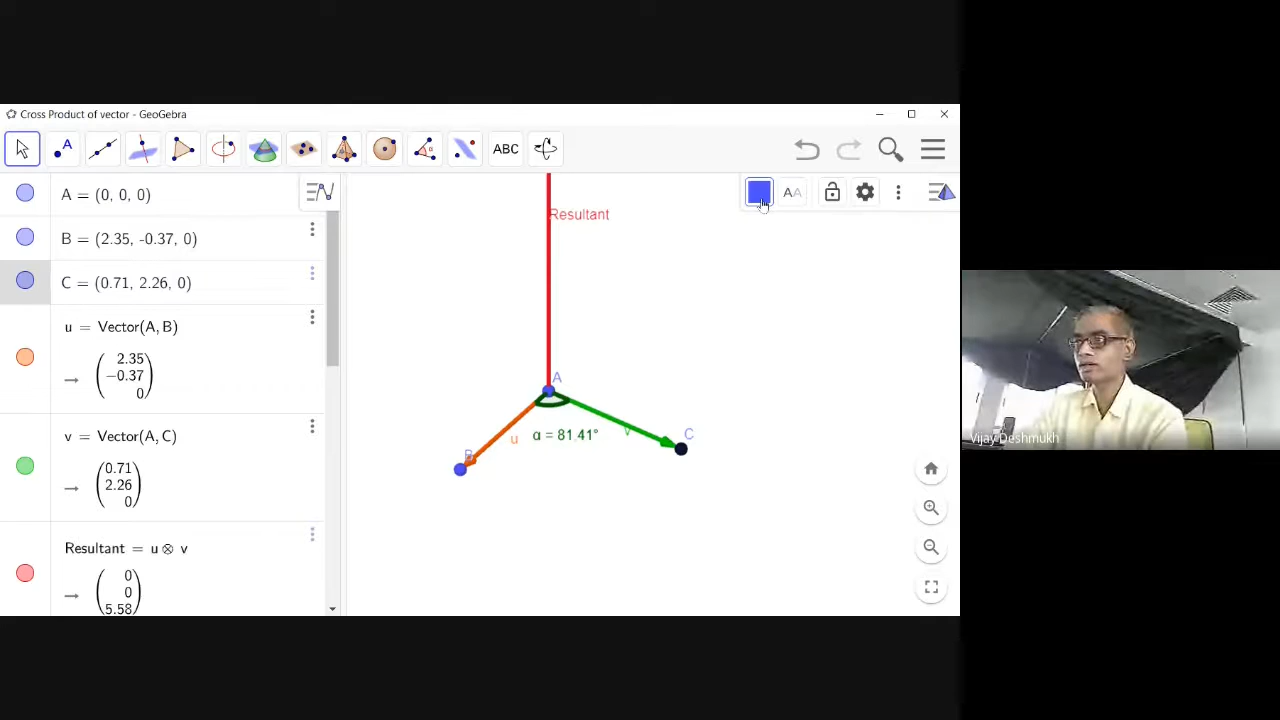 Cross Product of vector - GeoGebra
A
ABC
A = (0, 0, 0)
B = (2.35, -0.37, 0)
C = (0.71, 2.26, 0)
u = Vector(A, B)
→ 2.35
−0.37
0
v = Vector(A, C)
→ 0.71
2.26
0
Resultant = u ⊗ v
→ 0
0
5.58
Resultant
AA
A
B
C
u
v
α = 81.41°
Vijay Deshmukh